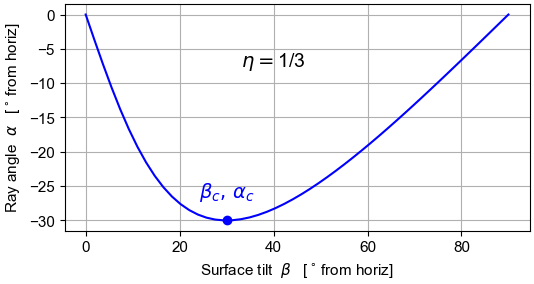 0
−5
−10
−15
−20
−25
−30
Ray angle α [° from horiz]
η = 1/3
β_c, α_c
0 20 40 60 80
Surface tilt β [° from horiz]